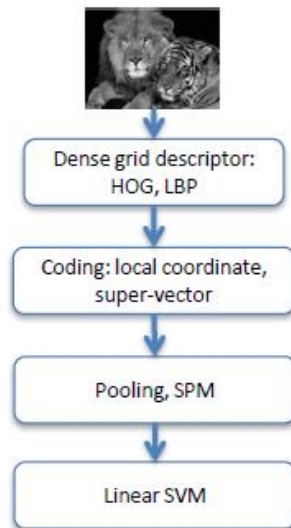 Dense grid descriptor:
HOG, LBP
Coding: local coordinate,
super-vector
Pooling, SPM
Linear SVM